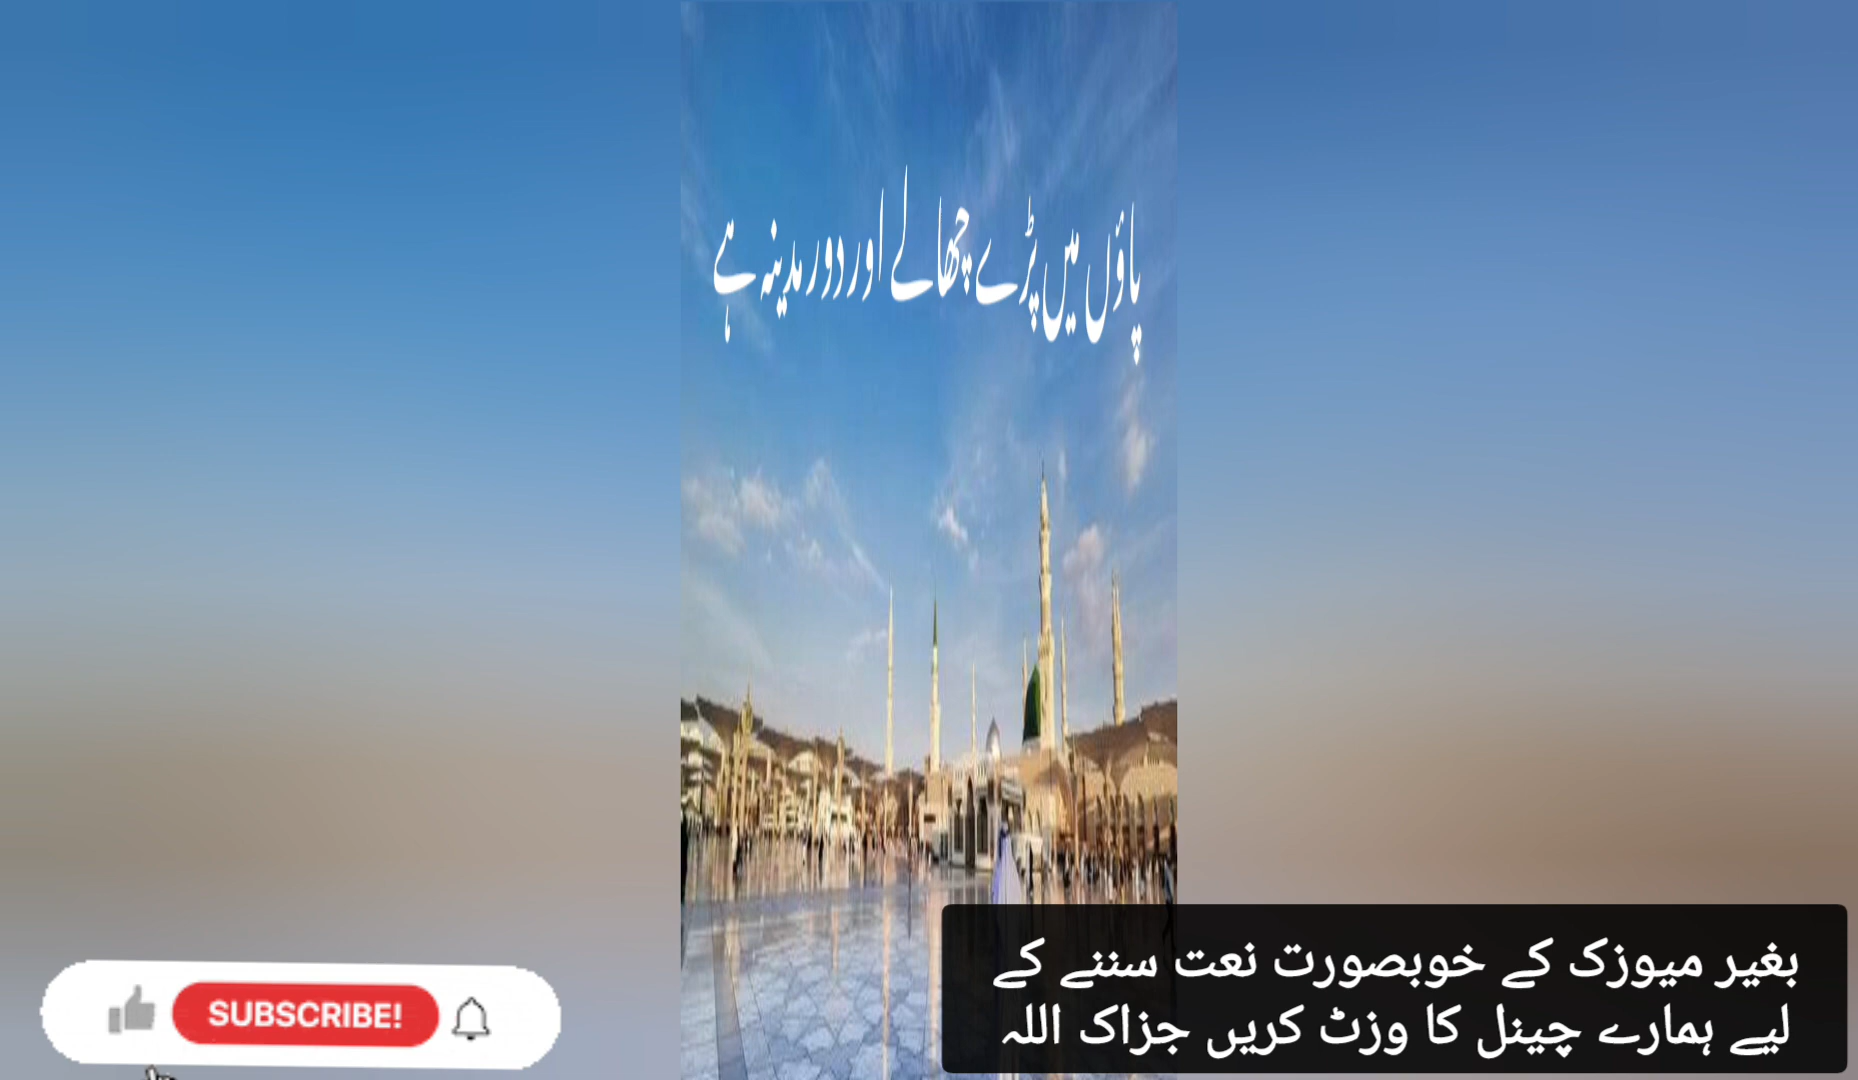 پاؤں میں پڑے چھالے اور دور مدینہ ہے
SUBSCRIBE!
بغیر میوزک کے خوبصورت نعت سننے کے
لیے ہمارے چینل کا وزٹ کریں جزاک اللہ